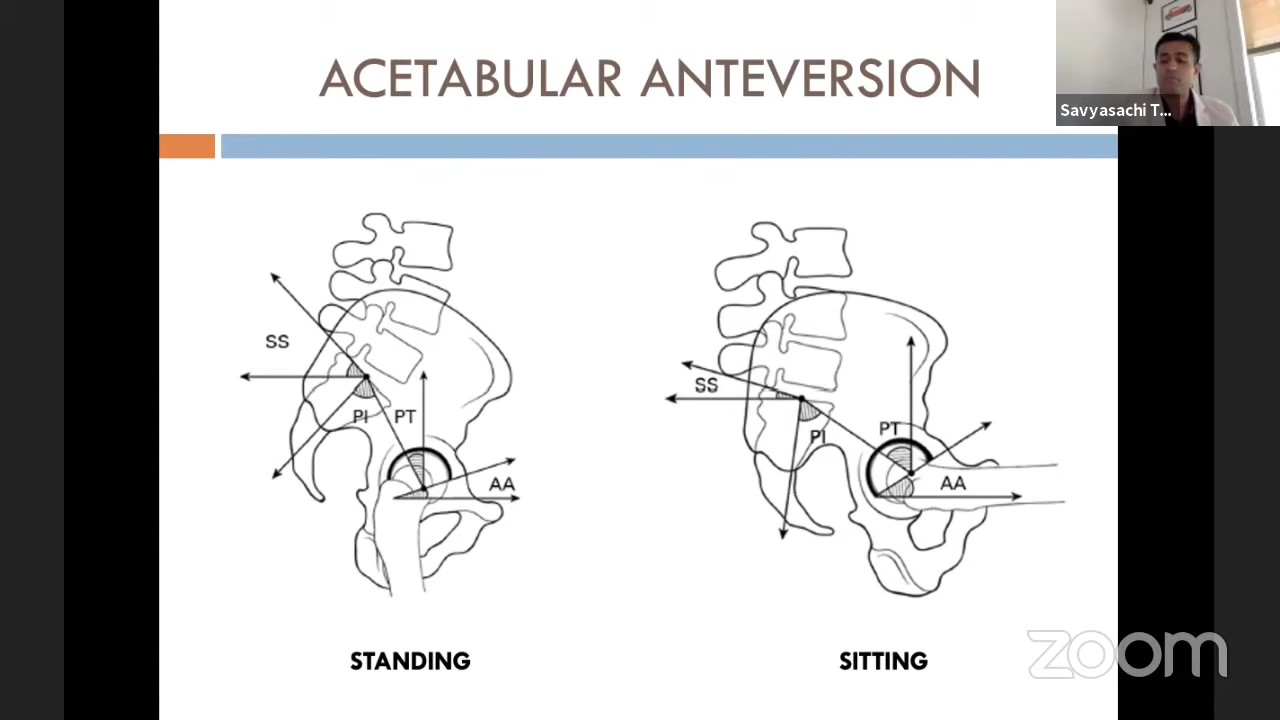 ACETABULAR ANTEVERSION
Savyasachi T...
SS
PI
PT
AA
SS
PI
PT
AA
STANDING
SITTING
zoom